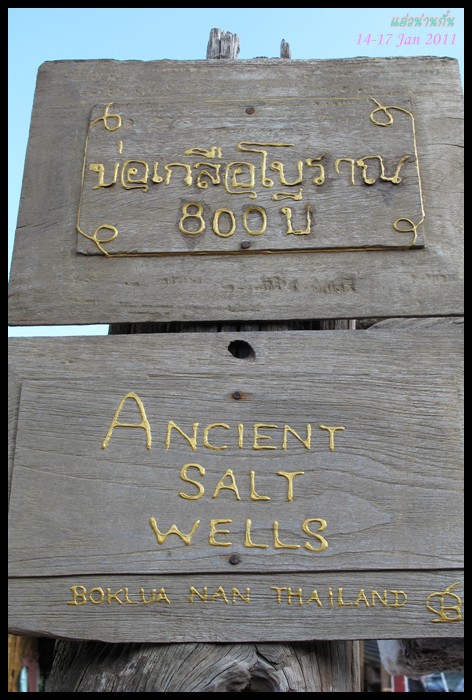 แอ่วน่านกั๋น
14-17 Jan 2011
บ่อเกลือโบราณ
800 ปี
ANCIENT
SALT
WELLS
BOKLUA NAN THAILAND